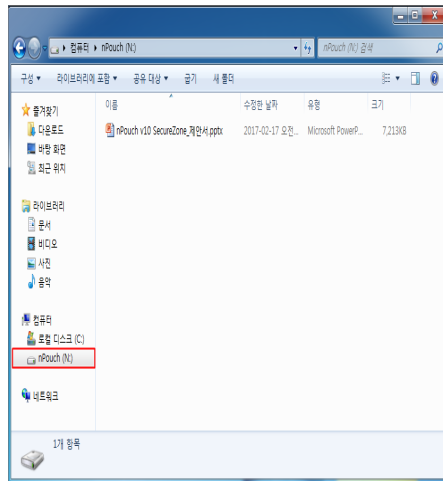 컴퓨터 ▸ nPouch (N:)
nPouch (N:) 검색
구성 라이브러리에 포함 공유 대상 굽기 새 폴더
이름 수정한 날짜 유형 크기
nPouch v10 SecureZone_제안서.pptx 2017-02-17 오전... Microsoft PowerP... 7,213KB
즐겨찾기
다운로드
바탕 화면
최근 위치
라이브러리
문서
비디오
사진
음악
컴퓨터
로컬 디스크 (C:)
nPouch (N:)
네트워크
1개 항목